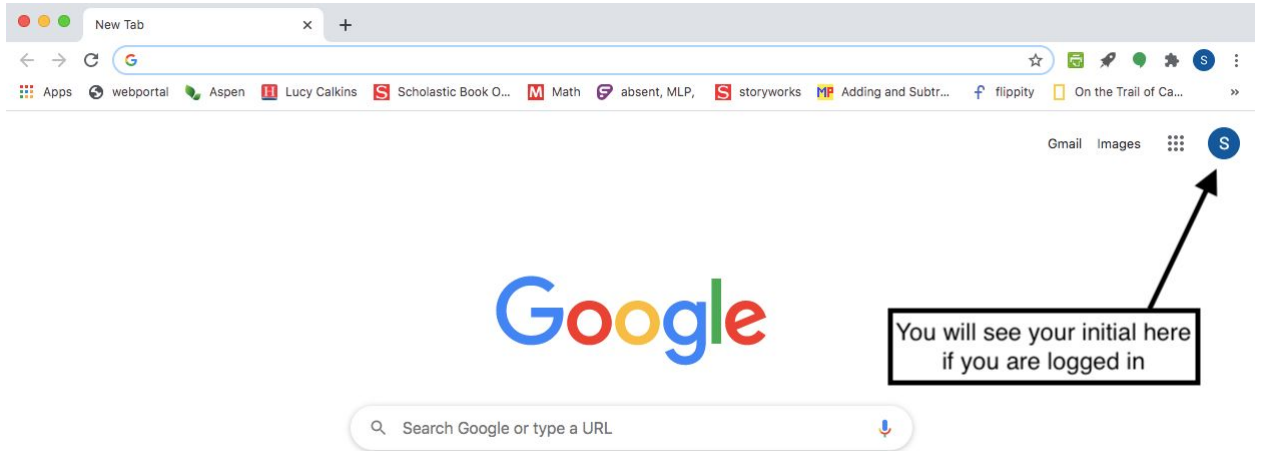 New Tab
G
S
Apps webportal Aspen H Lucy Calkins S Scholastic Book O... M Math absent, MLP, S storyworks MP Adding and Subtr... f flippity On the Trail of Ca... »
Gmail Images S
Google
You will see your initial here
if you are logged in
Search Google or type a URL